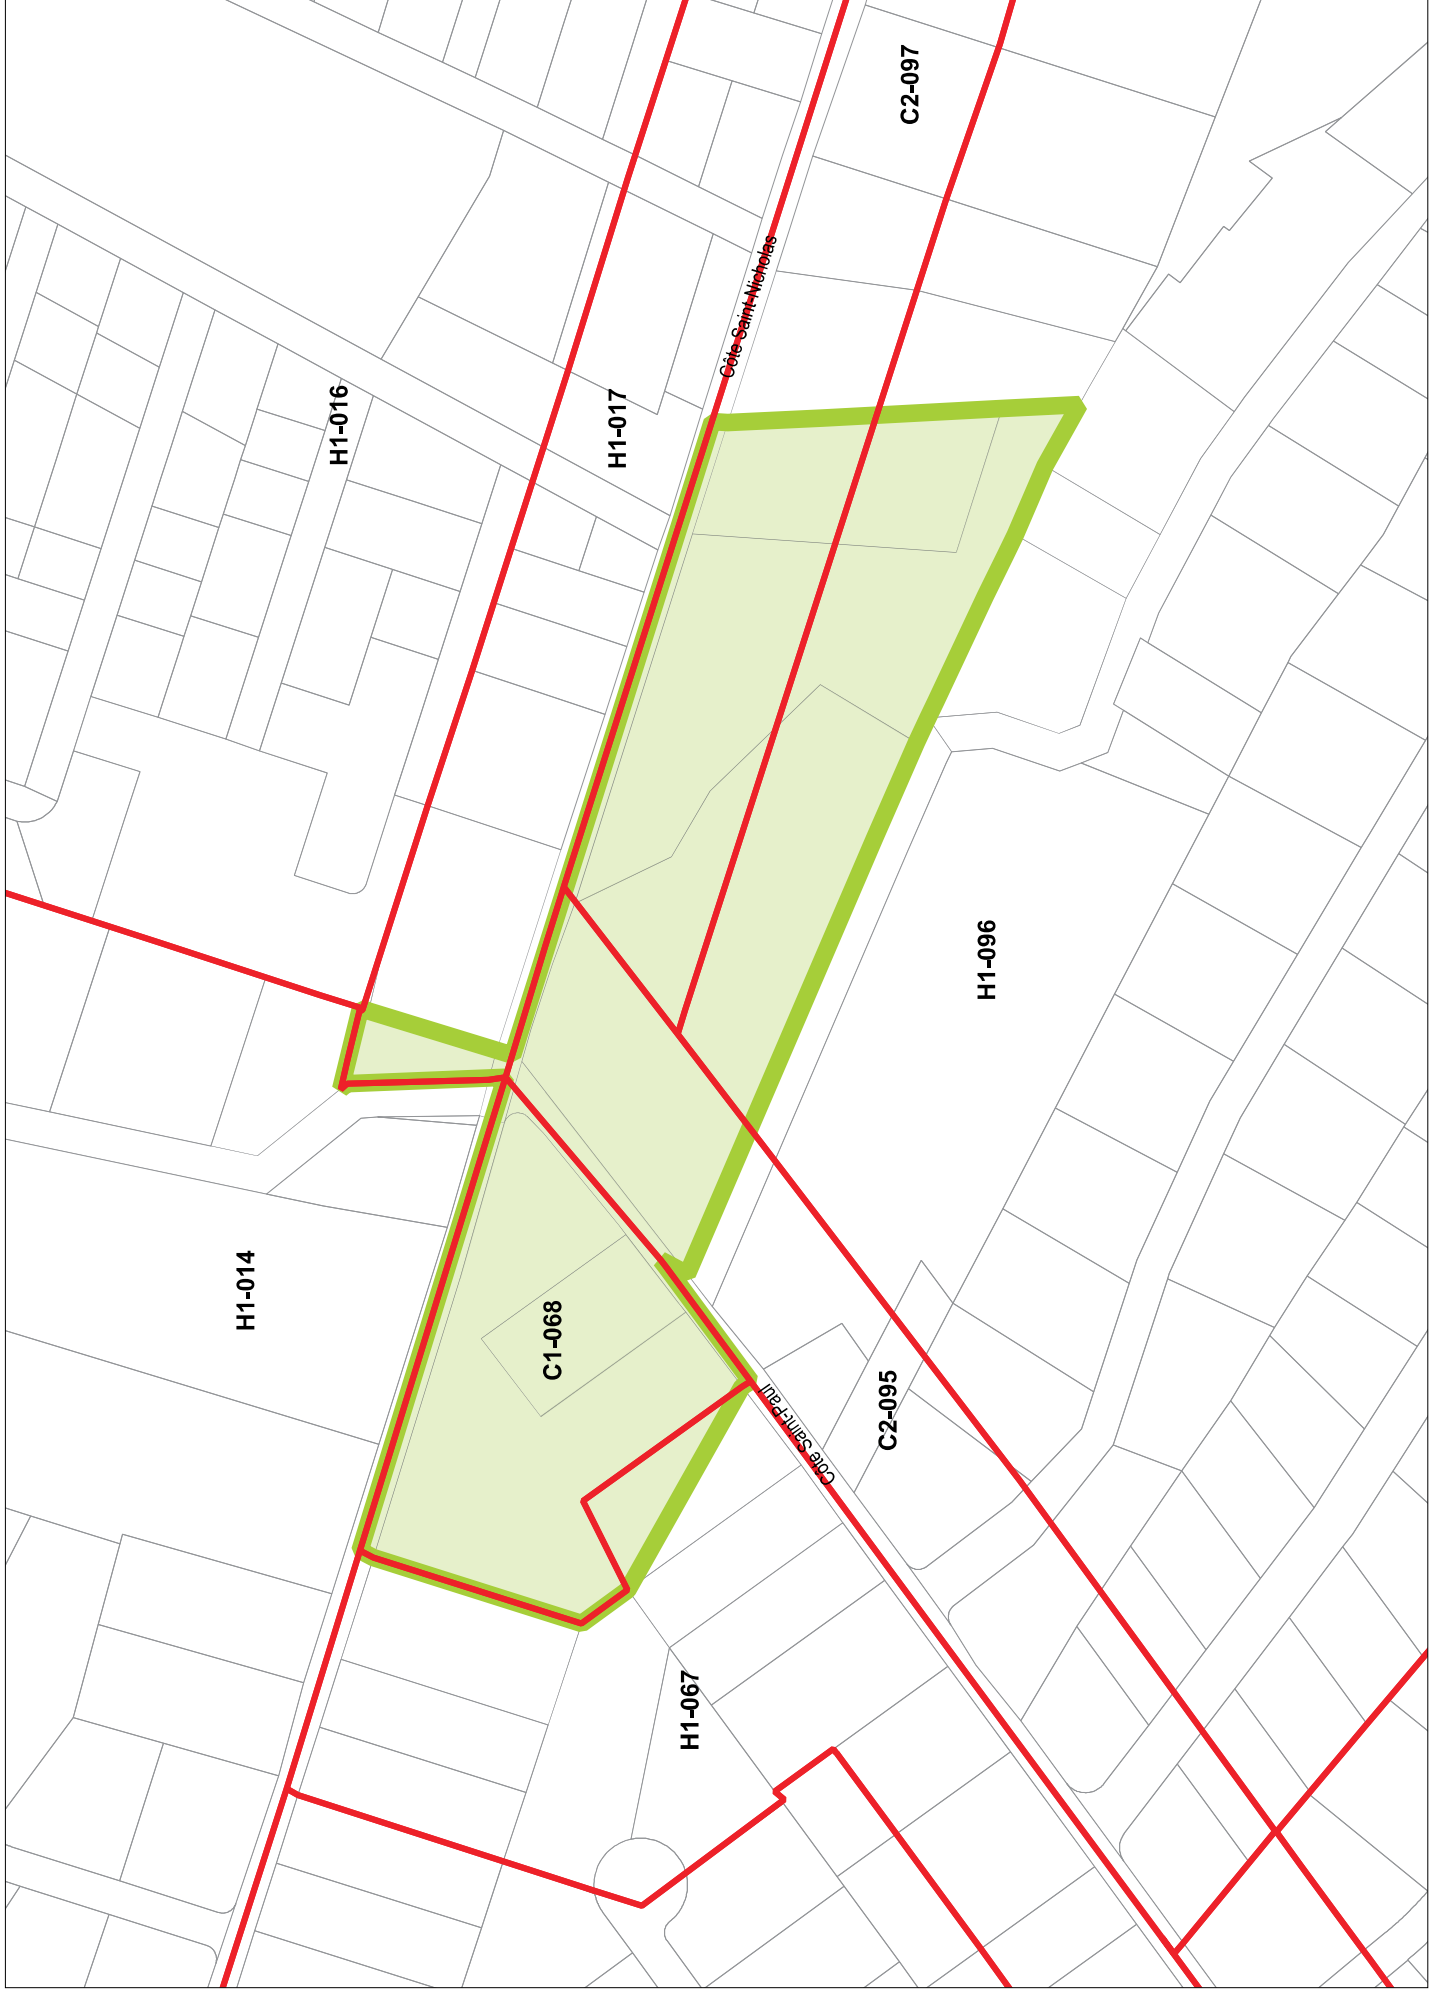 C2-097
Côte Saint-Nicholas
H1-016
H1-017
H1-096
H1-014
C1-068
C2-095
Côte Saint-Paul
H1-067